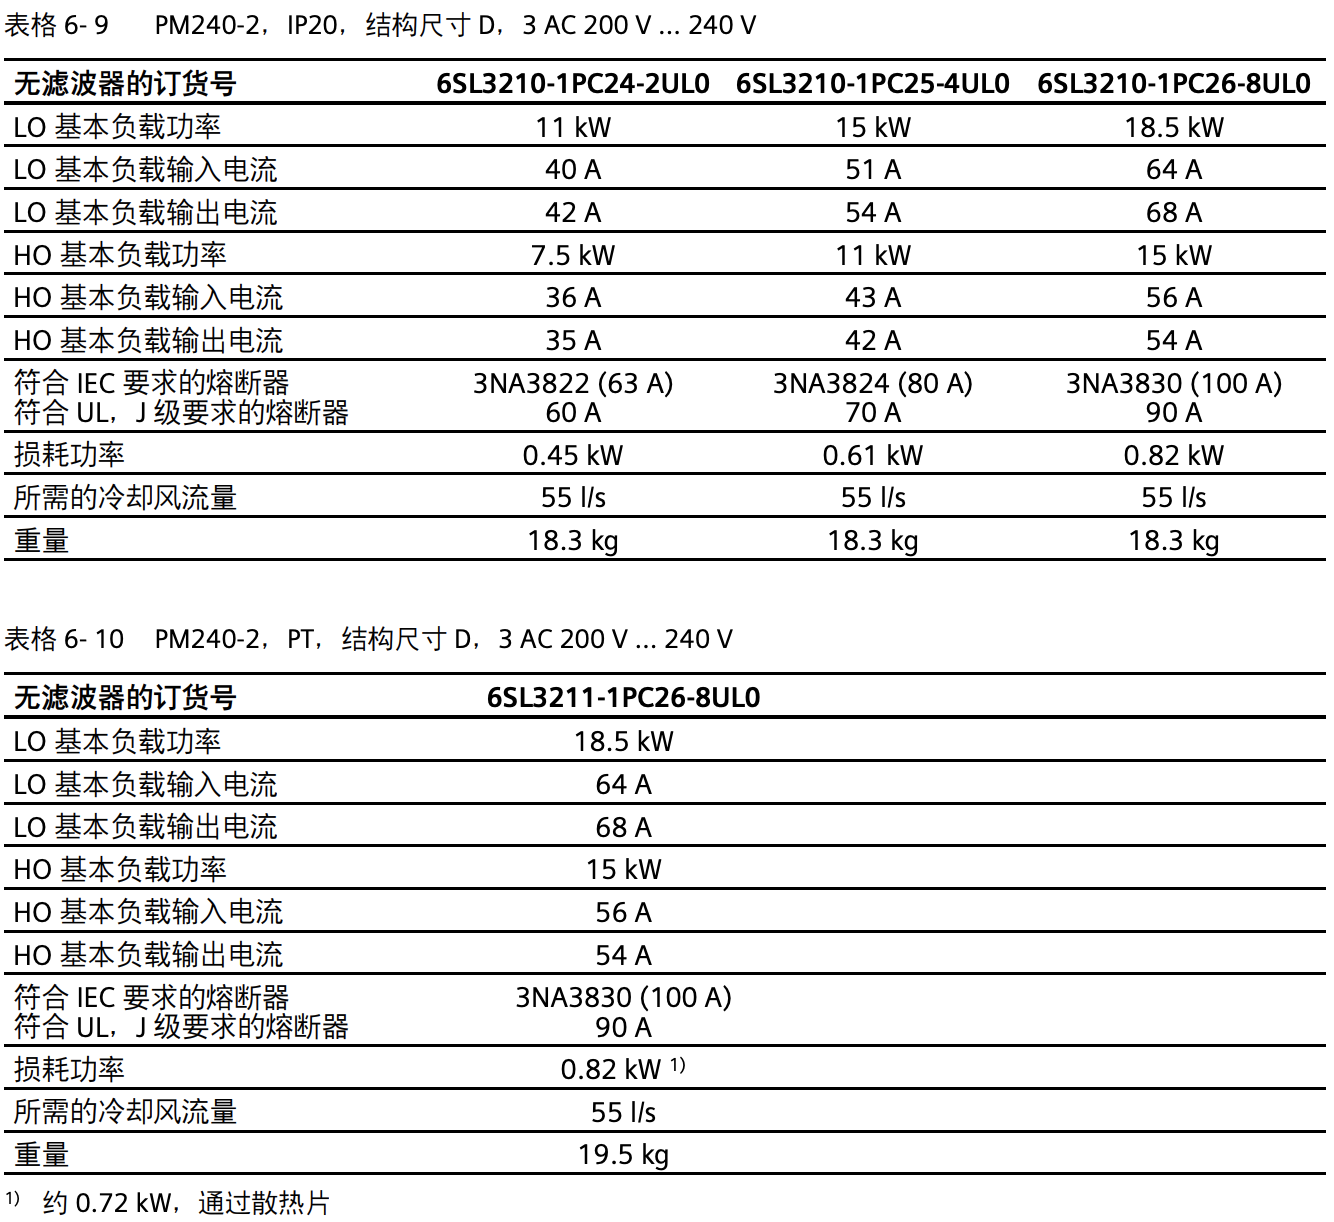 表格 6- 9 PM240-2，IP20，结构尺寸 D，3 AC 200 V ... 240 V
无滤波器的订货号 6SL3210-1PC24-2UL0 6SL3210-1PC25-4UL0 6SL3210-1PC26-8UL0
LO 基本负载功率 11 kW 15 kW 18.5 kW
LO 基本负载输入电流 40 A 51 A 64 A
LO 基本负载输出电流 42 A 54 A 68 A
HO 基本负载功率 7.5 kW 11 kW 15 kW
HO 基本负载输入电流 36 A 43 A 56 A
HO 基本负载输出电流 35 A 42 A 54 A
符合 IEC 要求的熔断器 3NA3822 (63 A) 3NA3824 (80 A) 3NA3830 (100 A)
符合 UL，J 级要求的熔断器 60 A 70 A 90 A
损耗功率 0.45 kW 0.61 kW 0.82 kW
所需的冷却风流量 55 l/s 55 l/s 55 l/s
重量 18.3 kg 18.3 kg 18.3 kg
表格 6- 10 PM240-2，PT，结构尺寸 D，3 AC 200 V ... 240 V
无滤波器的订货号 6SL3211-1PC26-8UL0
LO 基本负载功率 18.5 kW
LO 基本负载输入电流 64 A
LO 基本负载输出电流 68 A
HO 基本负载功率 15 kW
HO 基本负载输入电流 56 A
HO 基本负载输出电流 54 A
符合 IEC 要求的熔断器 3NA3830 (100 A)
符合 UL，J 级要求的熔断器 90 A
损耗功率 0.82 kW 1)
所需的冷却风流量 55 l/s
重量 19.5 kg
1) 约 0.72 kW，通过散热片